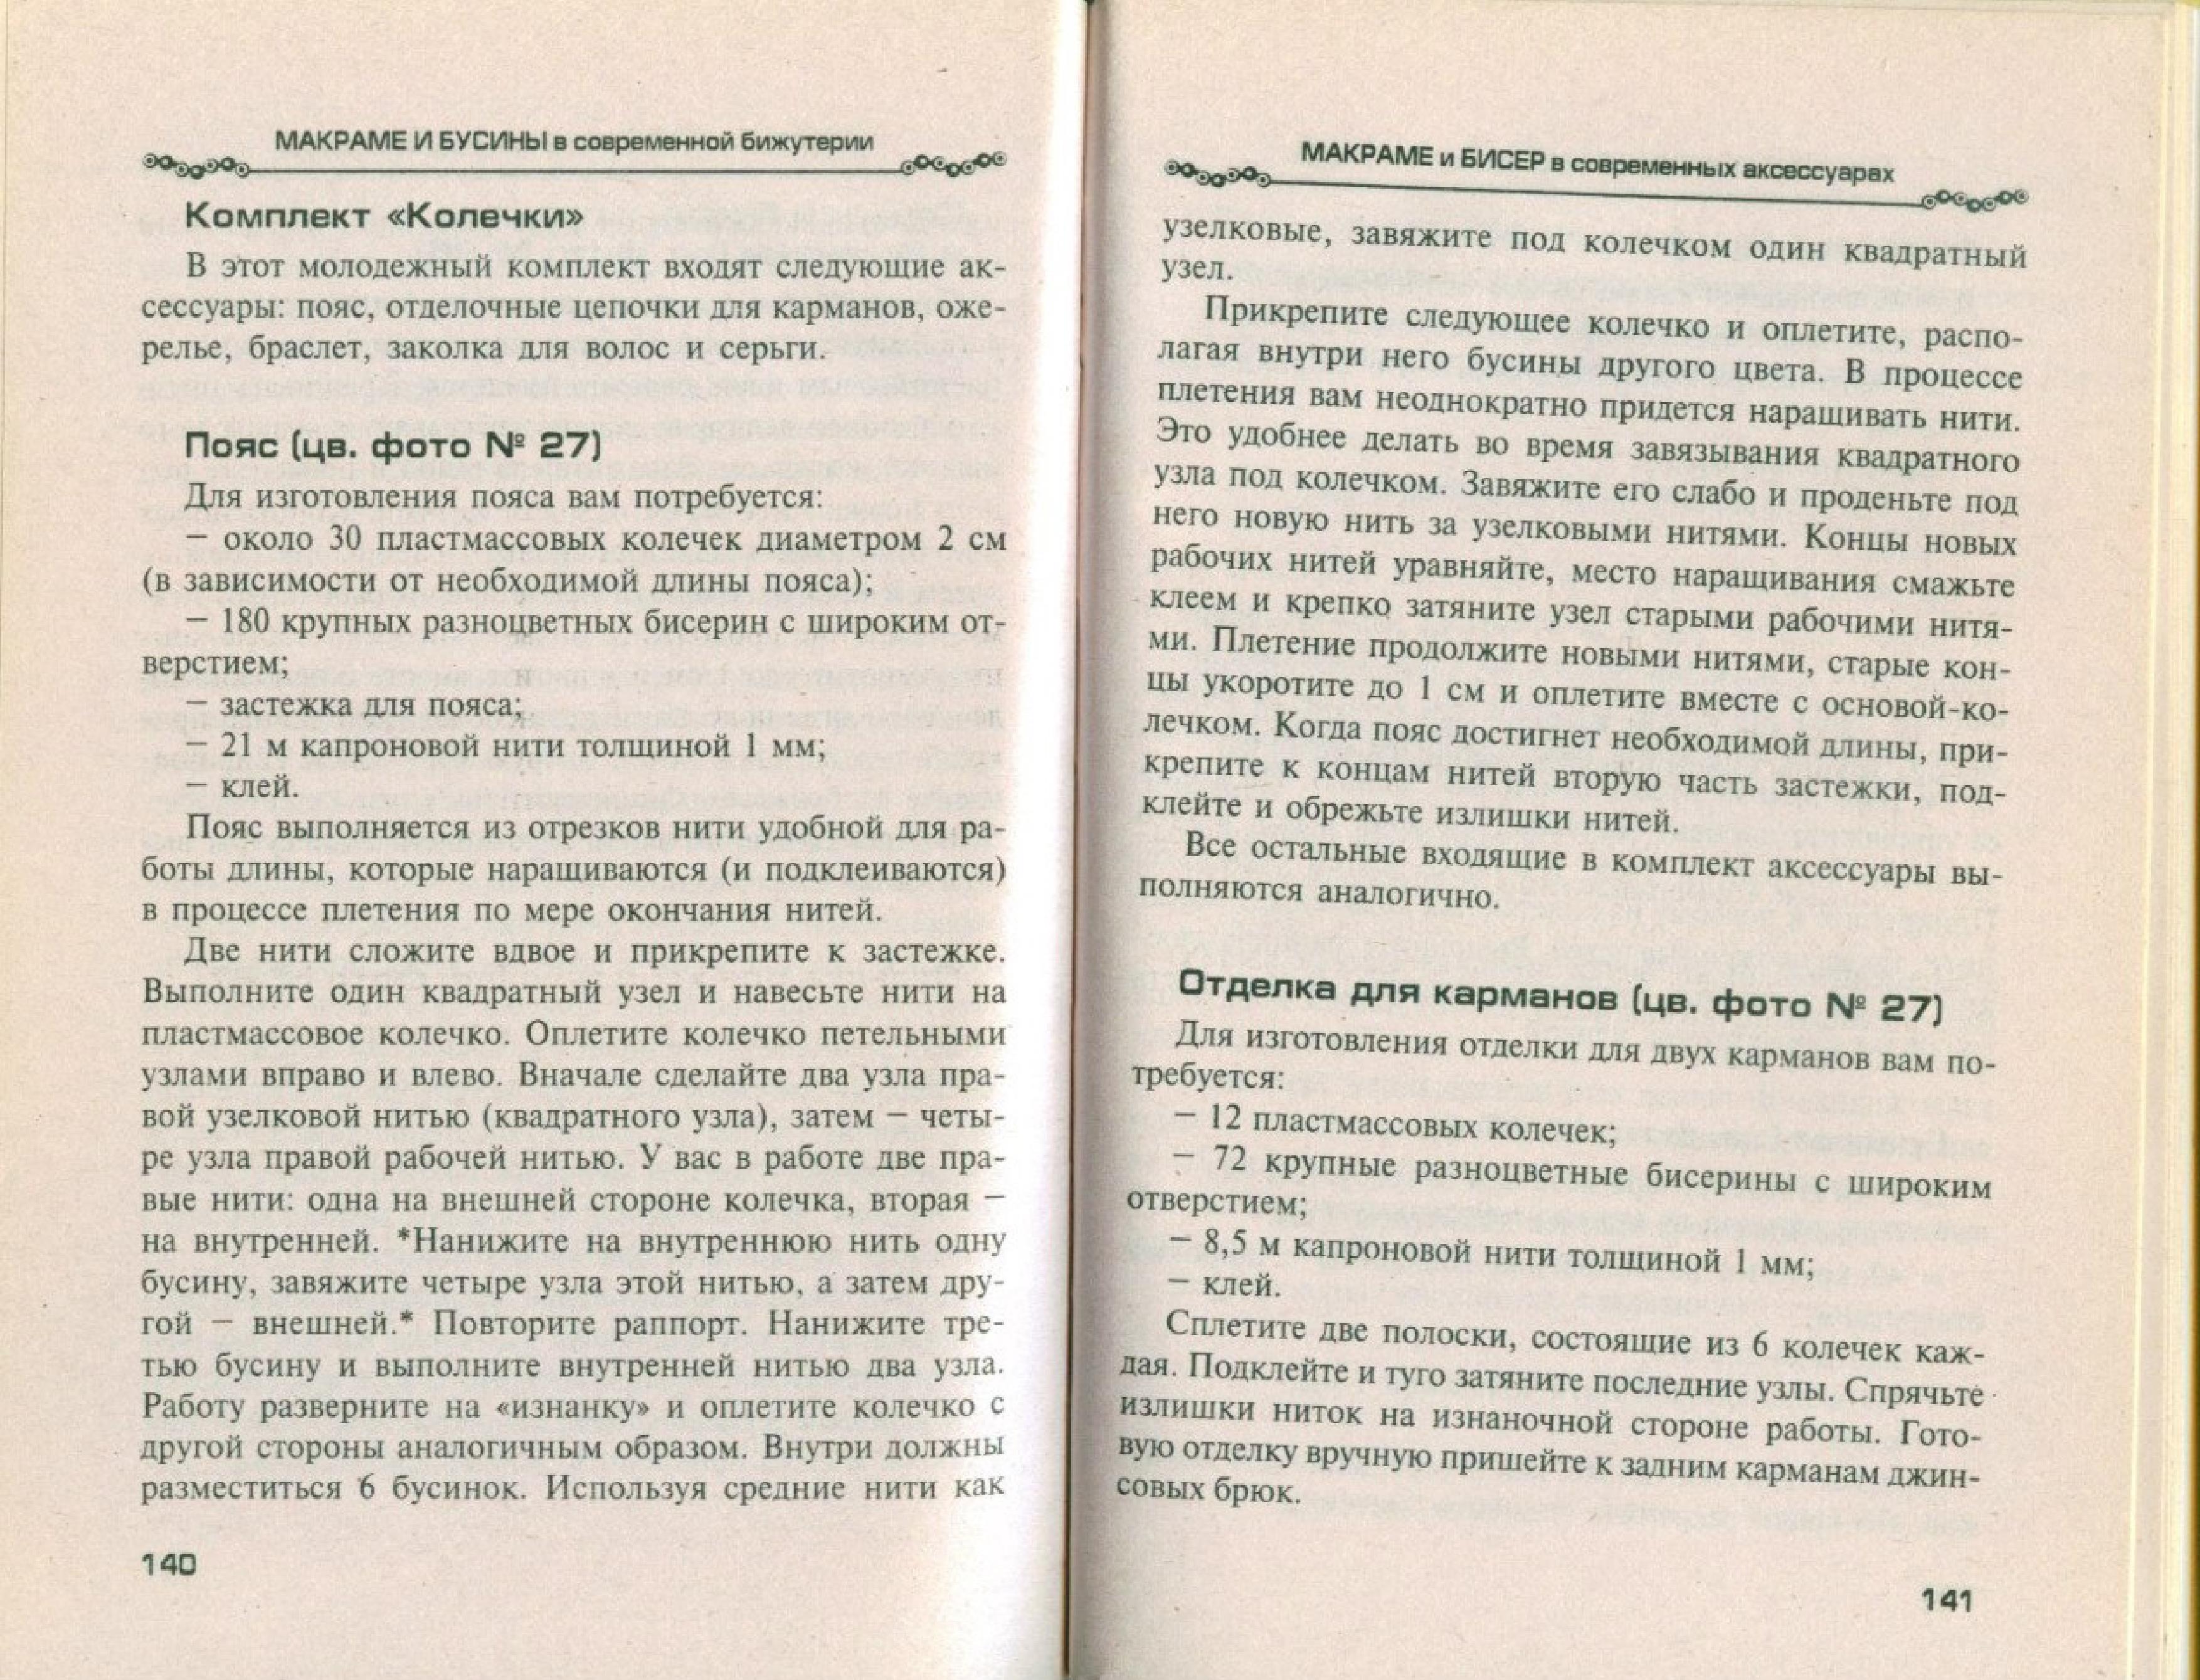 МАКРАМЕ И БУСИНЫ в современной бижутерии
Комплект «Колечки»
В этот молодежный комплект входят следующие ак-
сессуары: пояс, отделочные цепочки для карманов, оже-
релье, браслет, заколка для волос и серьги.
Пояс (цв. фото № 27)
Для изготовления пояса вам потребуется:
— около 30 пластмассовых колечек диаметром 2 см
(в зависимости от необходимой длины пояса);
— 180 крупных разноцветных бисерин с широким от-
верстием;
— застежка для пояса;
— 21 м капроновой нити толщиной 1 мм;
— клей.
Пояс выполняется из отрезков нити удобной для ра-
боты длины, которые наращиваются (и подклеиваются)
в процессе плетения по мере окончания нитей.
Две нити сложите вдвое и прикрепите к застежке.
Выполните один квадратный узел и навесьте нити на
пластмассовое колечко. Оплетите колечко петельными
узлами вправо и влево. Вначале сделайте два узла пра-
вой узелковой нитью (квадратного узла), затем — четы-
ре узла правой рабочей нитью. У вас в работе две пра-
вые нити: одна на внешней стороне колечка, вторая —
на внутренней. *Нанижите на внутреннюю нить одну
бусину, завяжите четыре узла этой нитью, а затем дру-
гой — внешней.* Повторите раппорт. Нанижите тре-
тью бусину и выполните внутренней нитью два узла.
Работу разверните на «изнанку» и оплетите колечко с
другой стороны аналогичным образом. Внутри должны
разместиться 6 бусинок. Используя средние нити как
140
МАКРАМЕ и БИСЕР в современных аксессуарах
узелковые, завяжите под колечком один квадратный
узел.
Прикрепите следующее колечко и оплетите, распо-
лагая внутри него бусины другого цвета. В процессе
плетения вам неоднократно придется наращивать нити.
Это удобнее делать во время завязывания квадратного
узла под колечком. Завяжите его слабо и проденьте под
него новую нить за узелковыми нитями. Концы новых
рабочих нитей уравняйте, место наращивания смажьте
клеем и крепко затяните узел старыми рабочими нитя-
ми. Плетение продолжите новыми нитями, старые кон-
цы укоротите до 1 см и оплетите вместе с основой-ко-
лечком. Когда пояс достигнет необходимой длины, при-
крепите к концам нитей вторую часть застежки, под-
клейте и обрежьте излишки нитей.
Все остальные входящие в комплект аксессуары вы-
полняются аналогично.
Отделка для карманов (цв. фото № 27)
Для изготовления отделки для двух карманов вам по-
требуется:
— 12 пластмассовых колечек;
— 72 крупные разноцветные бисерины с широким
отверстием;
— 8,5 м капроновой нити толщиной 1 мм;
— клей.
Сплетите две полоски, состоящие из 6 колечек каж-
дая. Подклейте и туго затяните последние узлы. Спрячьте
излишки ниток на изнаночной стороне работы. Гото-
вую отделку вручную пришейте к задним карманам джин-
совых брюк.
141